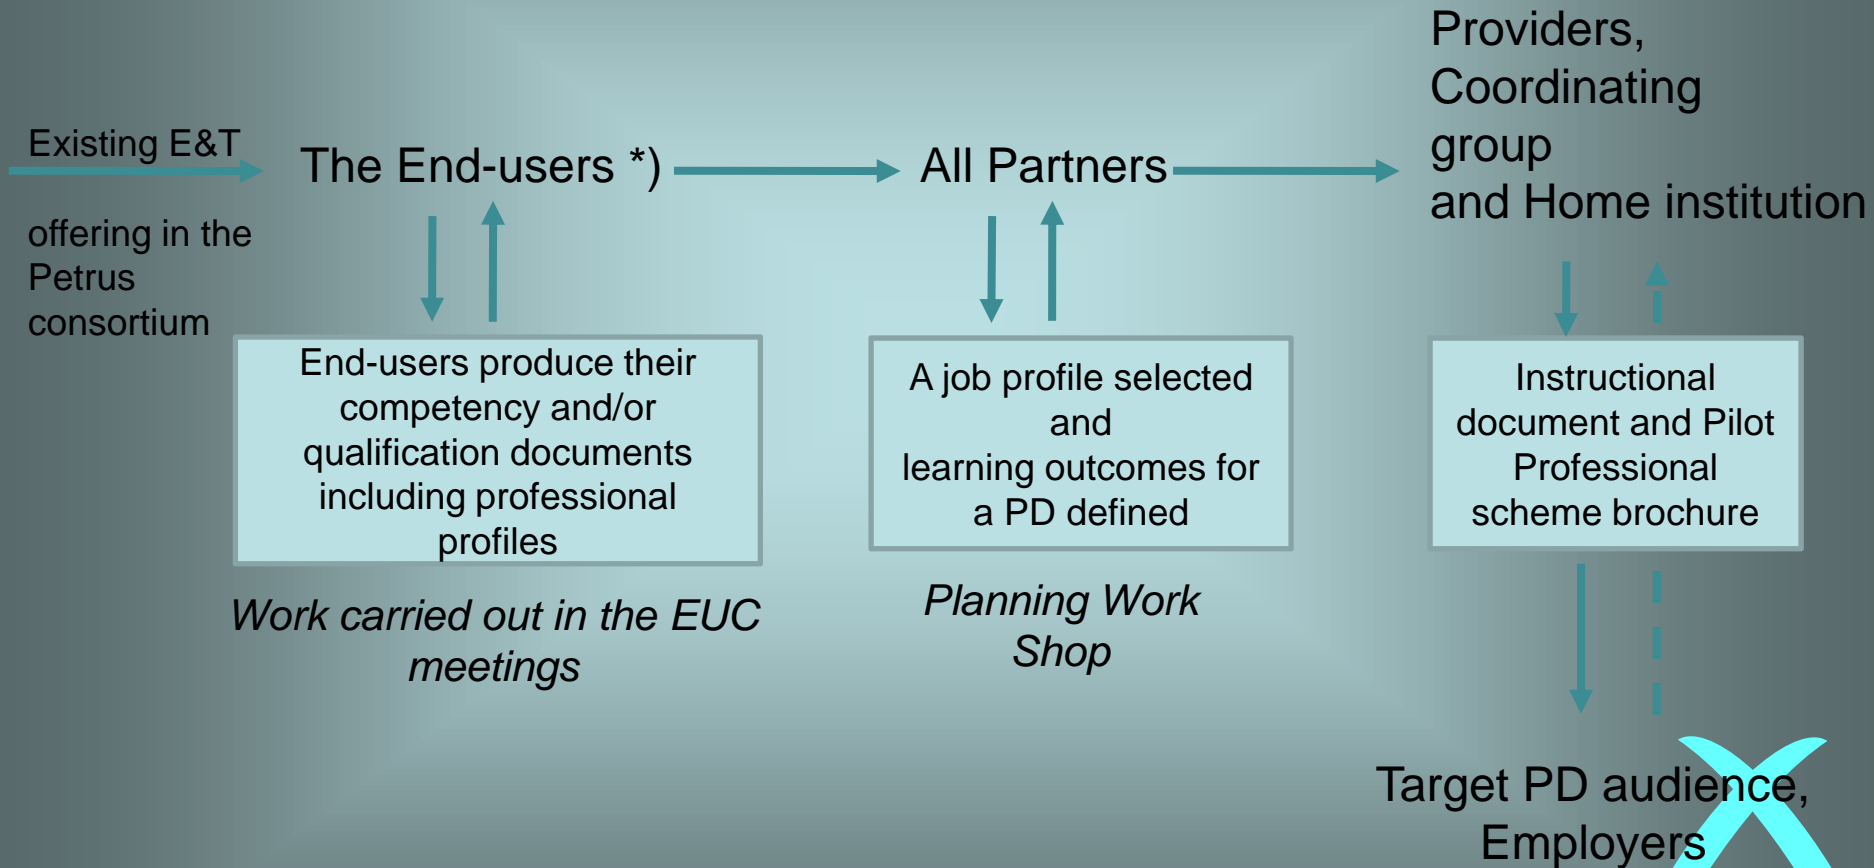 Existing E&T
offering in the
Petrus
consortium
The End-users *)
All Partners
Providers,
Coordinating
group
and Home institution
End-users produce their
competency and/or
qualification documents
including professional
profiles
Work carried out in the EUC
meetings
A job profile selected
and
learning outcomes for
a PD defined
Planning Work
Shop
Instructional
document and Pilot
Professional
scheme brochure
Target PD audience,
Employers